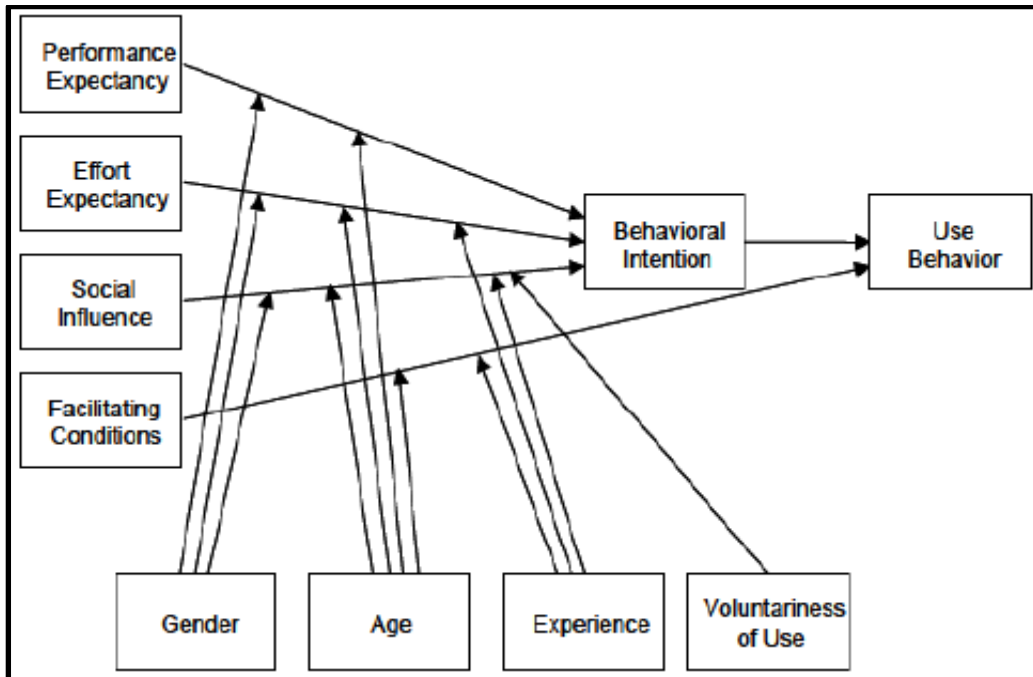 Performance
Expectancy
Effort
Expectancy
Social
Influence
Facilitating
Conditions
Behavioral
Intention
Use
Behavior
Gender
Age
Experience
Voluntariness
of Use